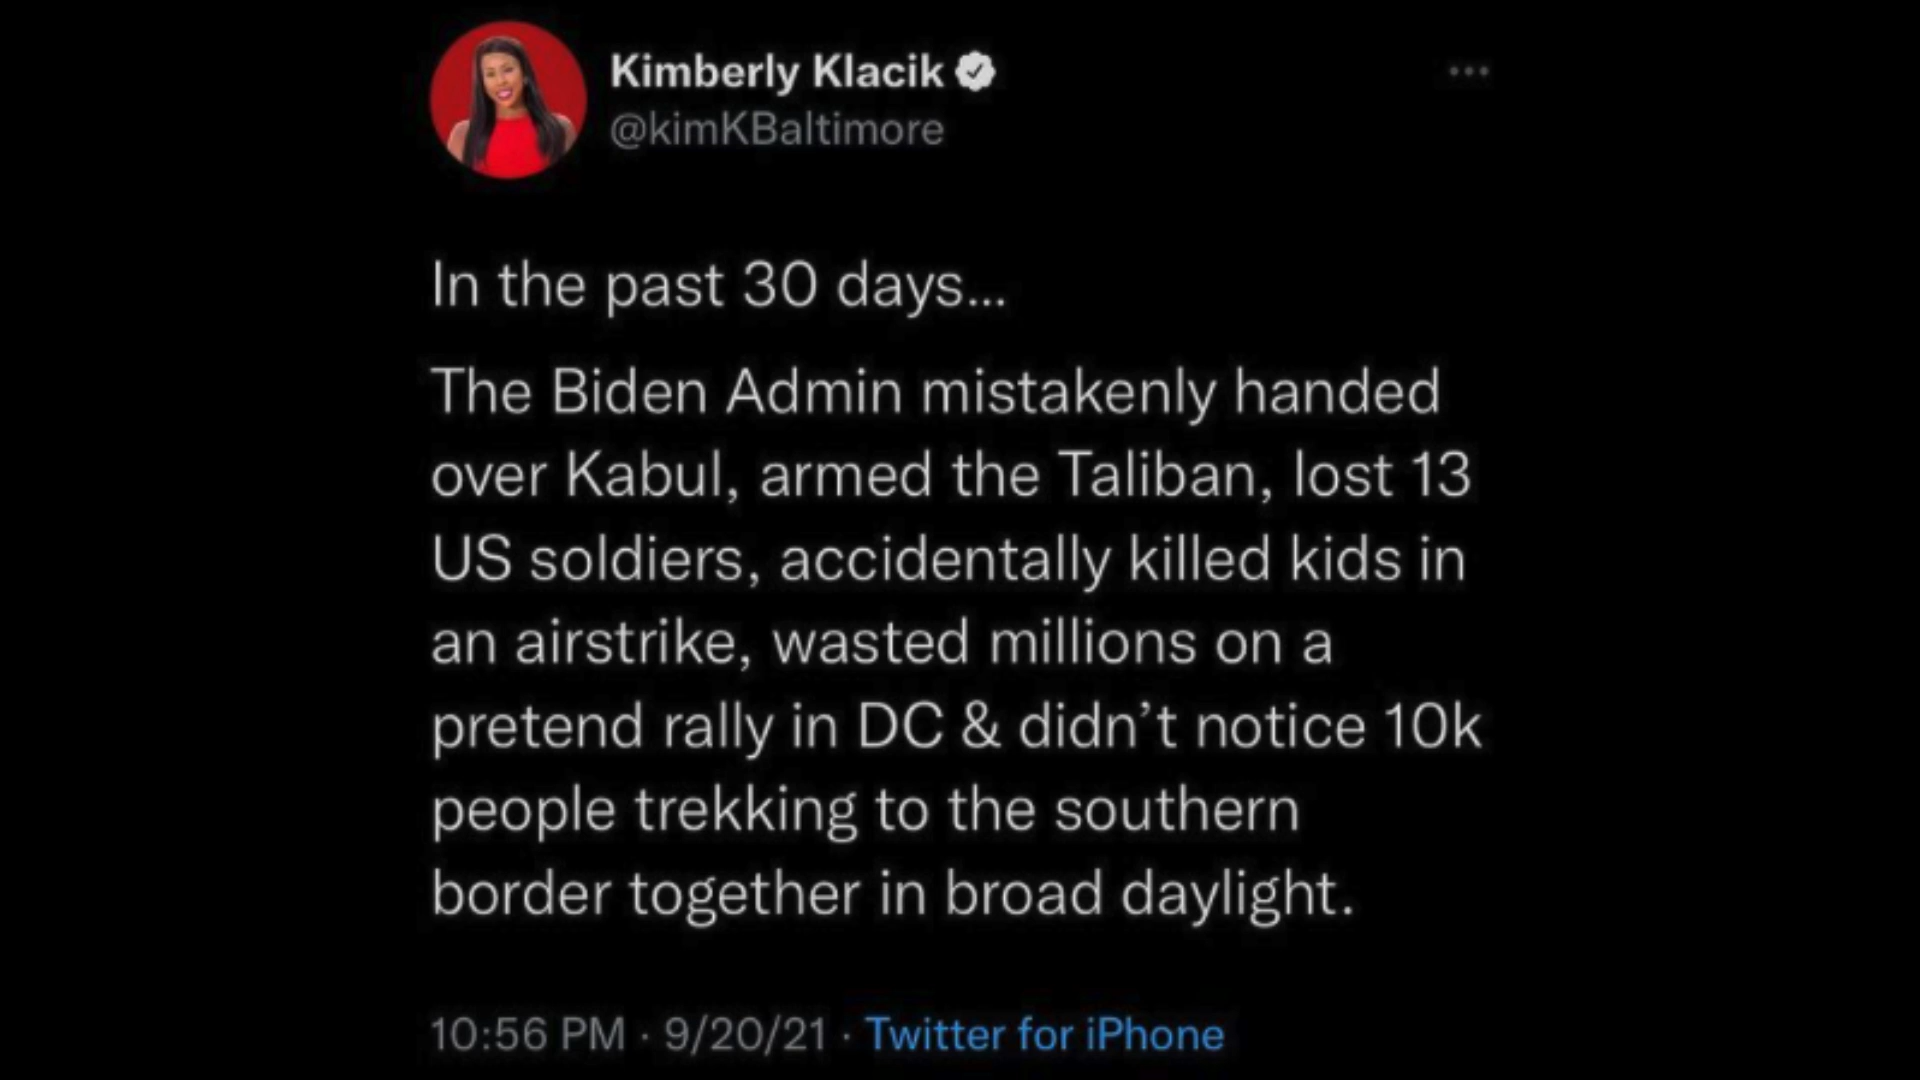 Kimberly Klacik
@kimKBaltimore
In the past 30 days...
The Biden Admin mistakenly handed
over Kabul, armed the Taliban, lost 13
US soldiers, accidentally killed kids in
an airstrike, wasted millions on a
pretend rally in DC & didn’t notice 10k
people trekking to the southern
border together in broad daylight.
10:56 PM · 9/20/21 · Twitter for iPhone